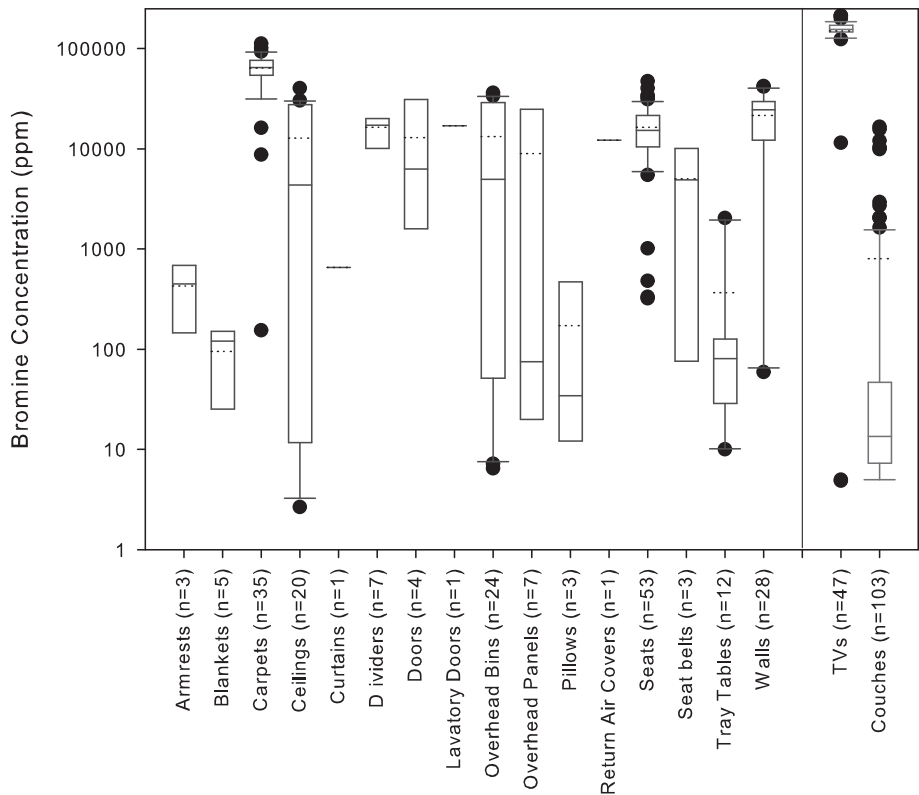 Bromine Concentration (ppm)
100000
10000
1000
100
10
1
Armrests (n=3)
Blankets (n=5)
Carpets (n=35)
Ceilings (n=20)
Curtains (n=1)
D ividers (n=7)
Doors (n=4)
Lavatory Doors (n=1)
Overhead Bins (n=24)
Overhead Panels (n=7)
Pillows (n=3)
Return Air Covers (n=1)
Seats (n=53)
Seat belts (n=3)
Tray Tables (n=12)
Walls (n=28)
TVs (n=47)
Couches (n=103)